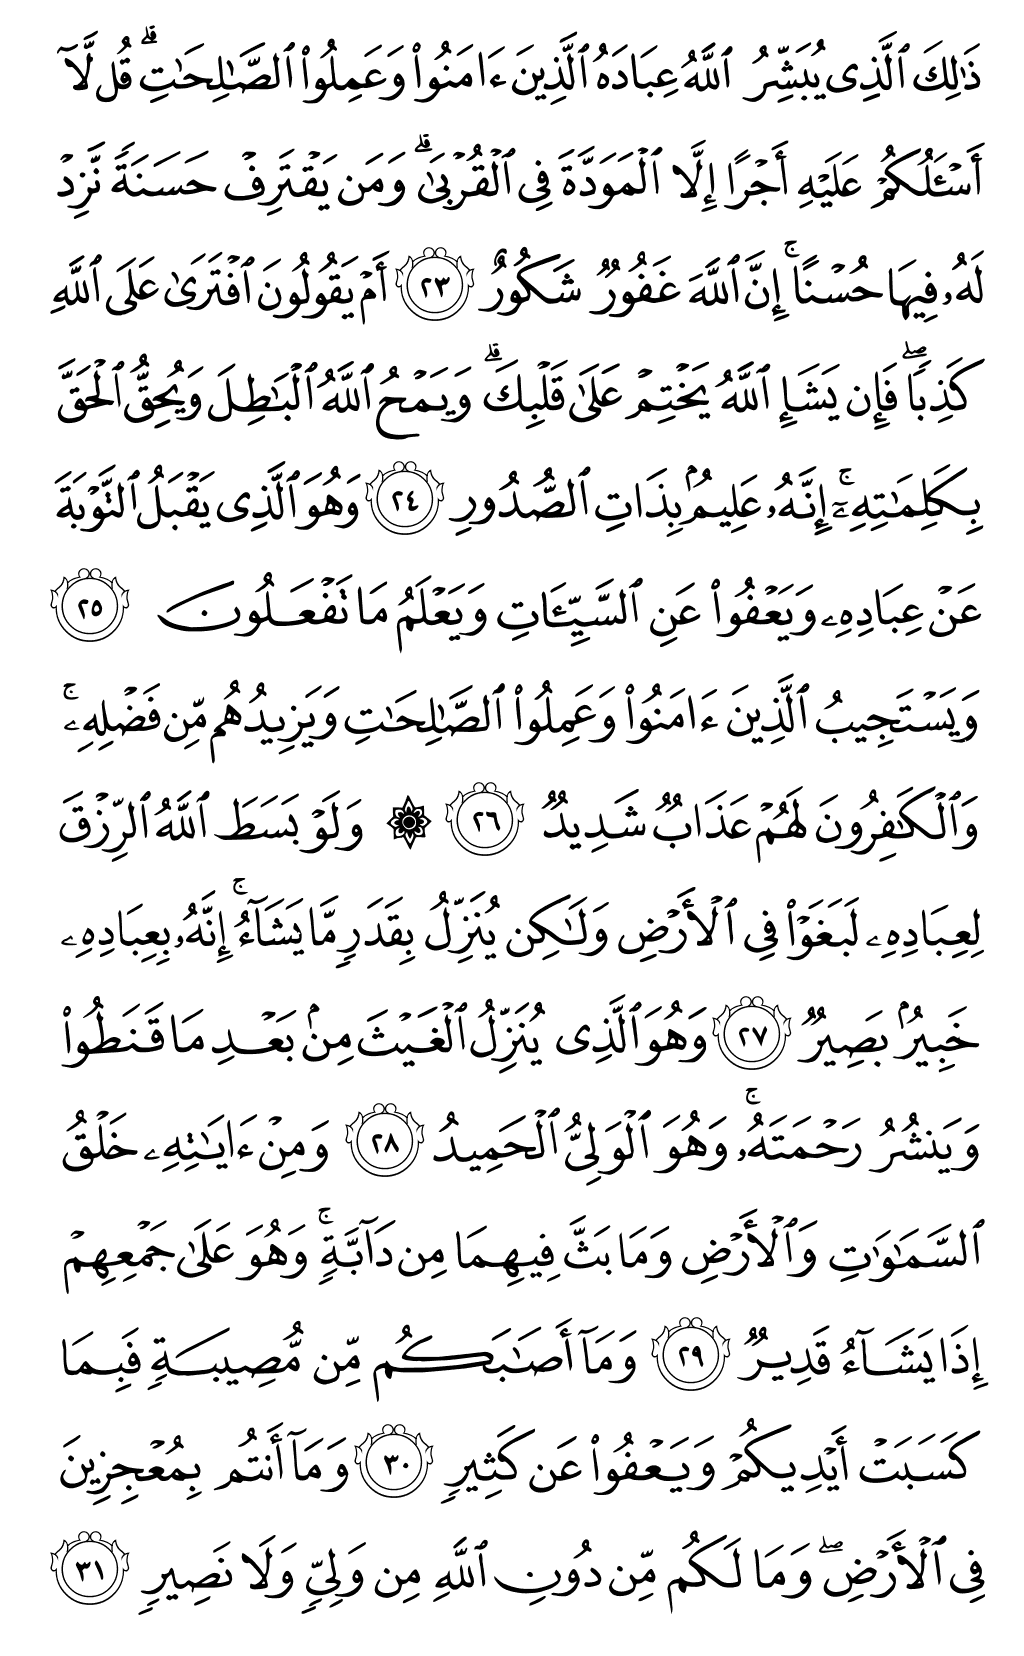 ذَٰلِكَ ٱلَّذِى يُبَشِّرُ ٱللَّهُ عِبَادَهُ ٱلَّذِينَ ءَامَنُوا۟ وَعَمِلُوا۟ ٱلصَّـٰلِحَـٰتِ ۗ قُل لَّآ
أَسْـَٔلُكُمْ عَلَيْهِ أَجْرًا إِلَّا ٱلْمَوَدَّةَ فِى ٱلْقُرْبَىٰ ۗ وَمَن يَقْتَرِفْ حَسَنَةً نَّزِدْ
لَهُۥ فِيهَا حُسْنًا ۚ إِنَّ ٱللَّهَ غَفُورٌ شَكُورٌ ٢٣ أَمْ يَقُولُونَ ٱفْتَرَىٰ عَلَى ٱللَّهِ
كَذِبًا ۖ فَإِن يَشَإِ ٱللَّهُ يَخْتِمْ عَلَىٰ قَلْبِكَ ۗ وَيَمْحُ ٱللَّهُ ٱلْبَـٰطِلَ وَيُحِقُّ ٱلْحَقَّ
بِكَلِمَـٰتِهِۦٓ ۚ إِنَّهُۥ عَلِيمٌۢ بِذَاتِ ٱلصُّدُورِ ٢٤ وَهُوَ ٱلَّذِى يَقْبَلُ ٱلتَّوْبَةَ
عَنْ عِبَادِهِۦ وَيَعْفُوا۟ عَنِ ٱلسَّيِّـَٔاتِ وَيَعْلَمُ مَا تَفْعَلُونَ ٢٥
وَيَسْتَجِيبُ ٱلَّذِينَ ءَامَنُوا۟ وَعَمِلُوا۟ ٱلصَّـٰلِحَـٰتِ وَيَزِيدُهُم مِّن فَضْلِهِۦ ۚ
وَٱلْكَـٰفِرُونَ لَهُمْ عَذَابٌ شَدِيدٌ ٢٦ ۞ وَلَوْ بَسَطَ ٱللَّهُ ٱلرِّزْقَ
لِعِبَادِهِۦ لَبَغَوْا۟ فِى ٱلْأَرْضِ وَلَـٰكِن يُنَزِّلُ بِقَدَرٍ مَّا يَشَآءُ ۚ إِنَّهُۥ بِعِبَادِهِۦ
خَبِيرٌۢ بَصِيرٌ ٢٧ وَهُوَ ٱلَّذِى يُنَزِّلُ ٱلْغَيْثَ مِنۢ بَعْدِ مَا قَنَطُوا۟
وَيَنشُرُ رَحْمَتَهُۥ ۚ وَهُوَ ٱلْوَلِىُّ ٱلْحَمِيدُ ٢٨ وَمِنْ ءَايَـٰتِهِۦ خَلْقُ
ٱلسَّمَـٰوَٰتِ وَٱلْأَرْضِ وَمَا بَثَّ فِيهِمَا مِن دَآبَّةٍ ۚ وَهُوَ عَلَىٰ جَمْعِهِمْ
إِذَا يَشَآءُ قَدِيرٌ ٢٩ وَمَآ أَصَـٰبَكُم مِّن مُّصِيبَةٍ فَبِمَا
كَسَبَتْ أَيْدِيكُمْ وَيَعْفُوا۟ عَن كَثِيرٍ ٣٠ وَمَآ أَنتُم بِمُعْجِزِينَ
فِى ٱلْأَرْضِ ۖ وَمَا لَكُم مِّن دُونِ ٱللَّهِ مِن وَلِىٍّ وَلَا نَصِيرٍ ٣١